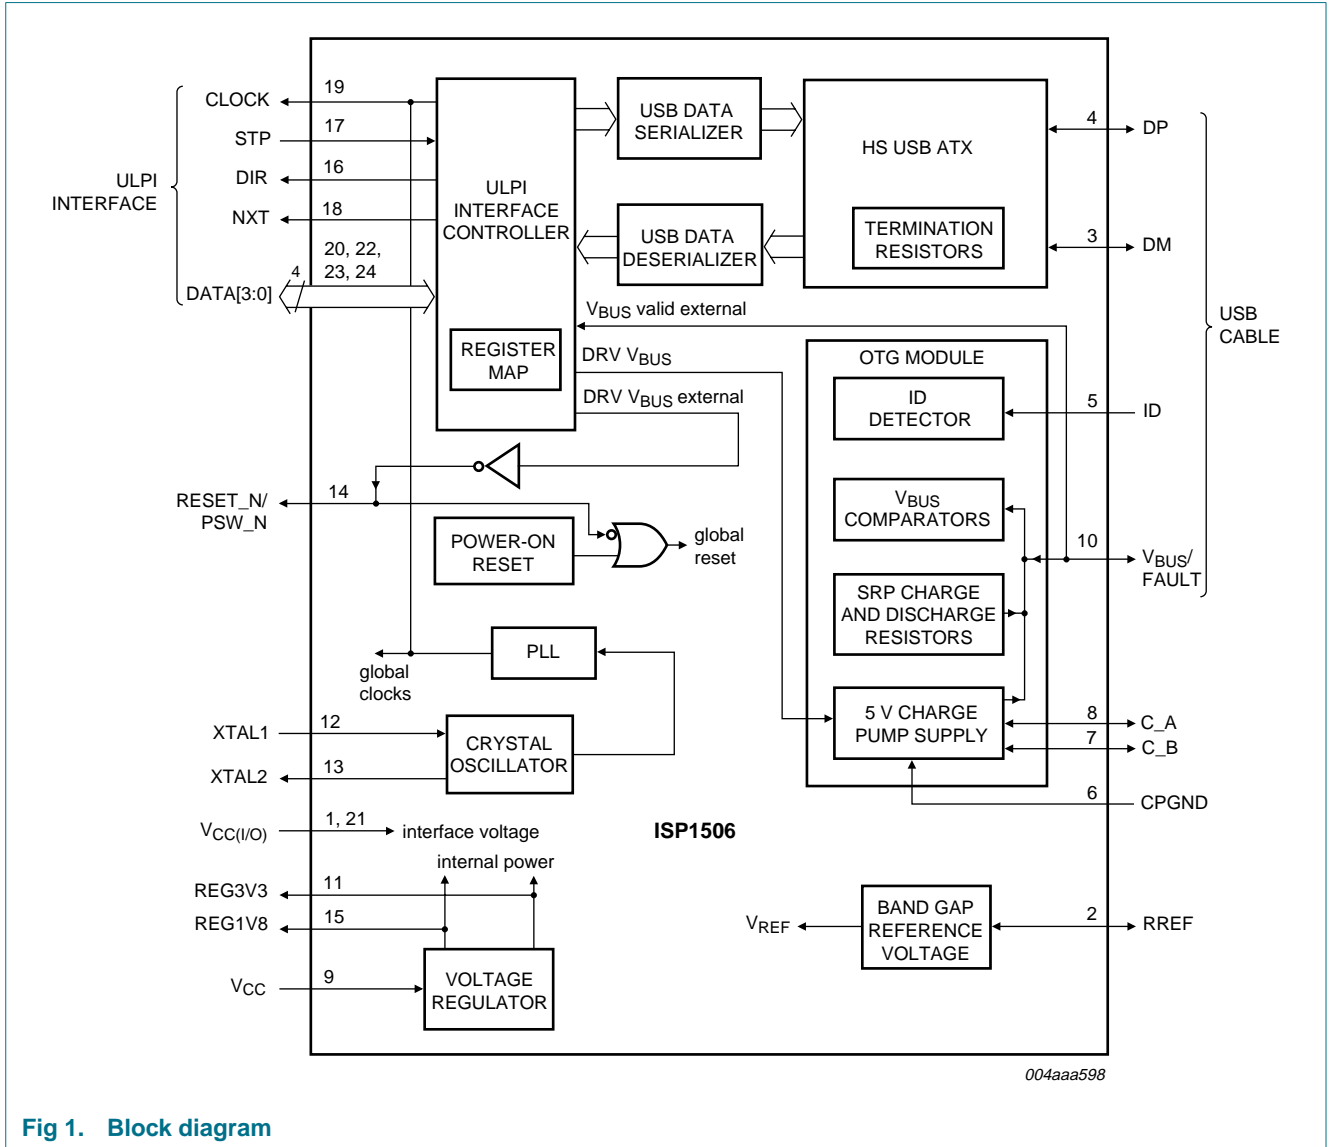 19
CLOCK
17
STP
16
DIR
18
NXT
20, 22,
23, 24
4
DATA[3:0]
ULPI
INTERFACE
ULPI
INTERFACE
CONTROLLER
REGISTER
MAP
USB DATA
SERIALIZER
USB DATA
DESERIALIZER
HS USB ATX
TERMINATION
RESISTORS
4
DP
3
DM
VBUS valid external
DRV VBUS
DRV VBUS external
OTG MODULE
ID
DETECTOR
5
ID
VBUS
COMPARATORS
10
VBUS/
FAULT
SRP CHARGE
AND DISCHARGE
RESISTORS
5 V CHARGE
PUMP SUPPLY
8
C_A
7
C_B
6
CPGND
USB
CABLE
RESET_N/
PSW_N
14
POWER-ON
RESET
global
reset
PLL
global
clocks
XTAL1
12
XTAL2
13
CRYSTAL
OSCILLATOR
VCC(I/O)
1, 21
interface voltage
internal power
REG3V3
11
REG1V8
15
VCC
9
VOLTAGE
REGULATOR
ISP1506
VREF
BAND GAP
REFERENCE
VOLTAGE
2
RREF
004aaa598
Fig 1. Block diagram